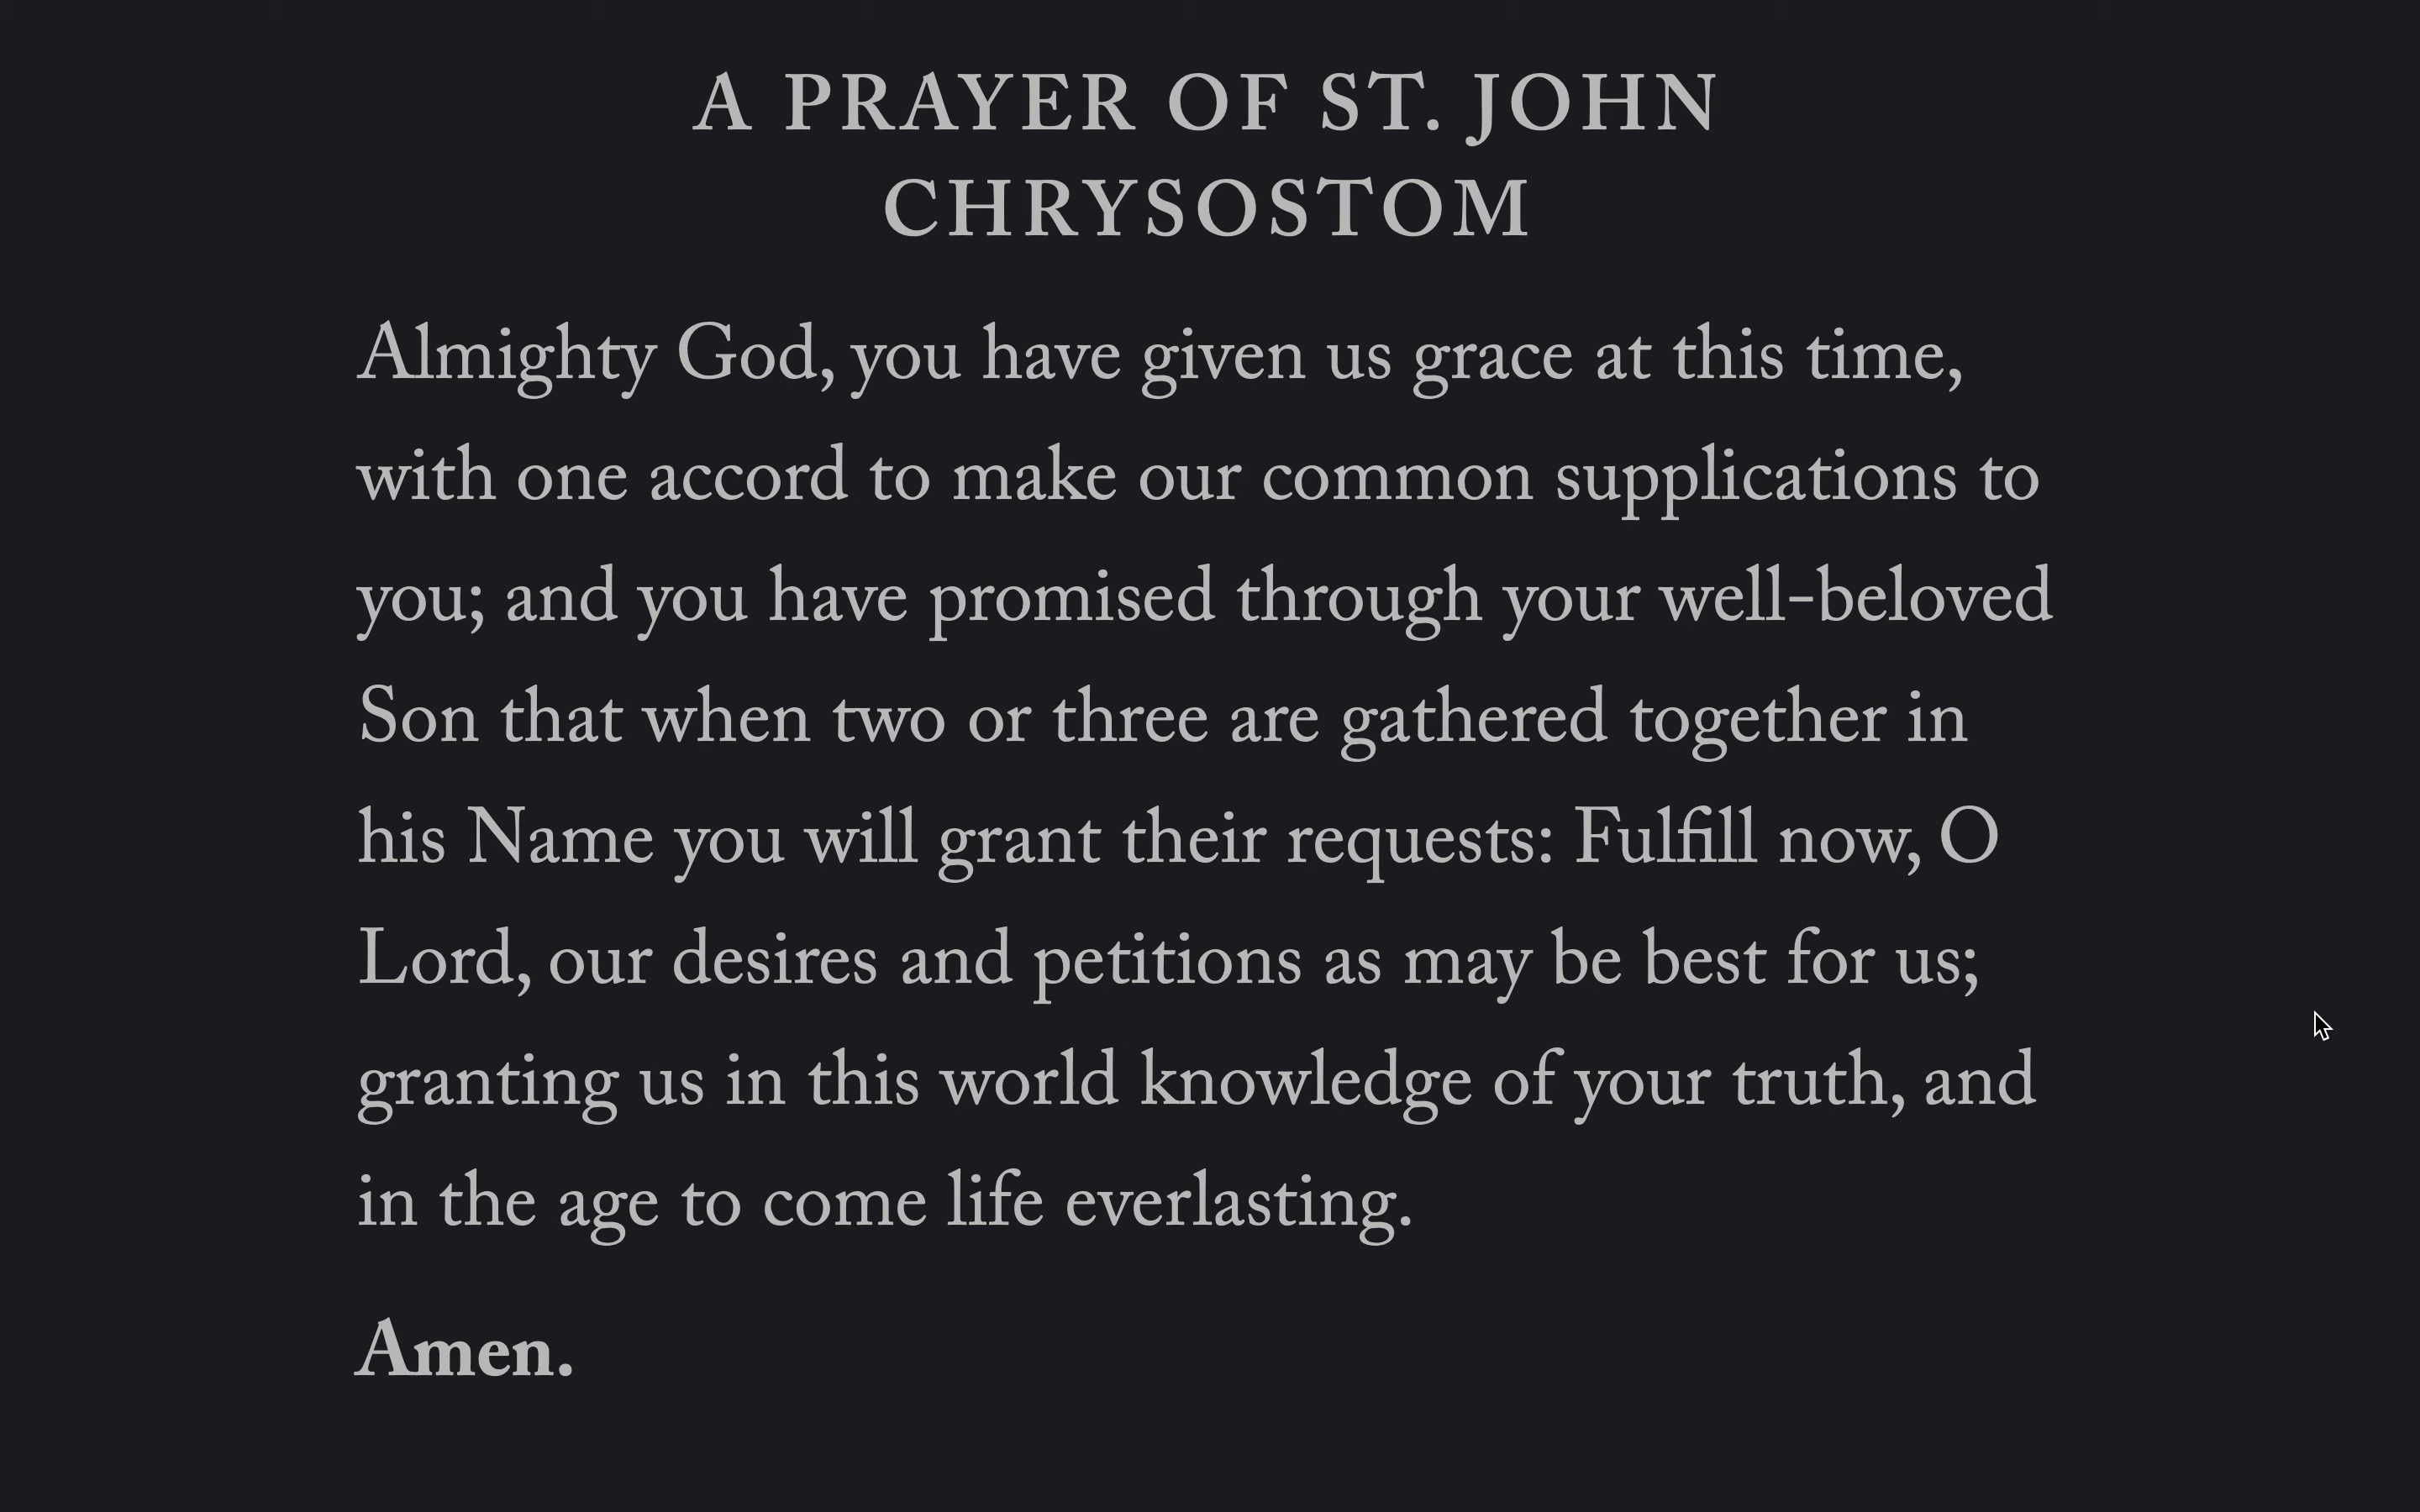 A PRAYER OF ST. JOHN
CHRYSOSTOM
Almighty God, you have given us grace at this time,
with one accord to make our common supplications to
you; and you have promised through your well-beloved
Son that when two or three are gathered together in
his Name you will grant their requests: Fulfill now, O
Lord, our desires and petitions as may be best for us;
granting us in this world knowledge of your truth, and
in the age to come life everlasting.
Amen.